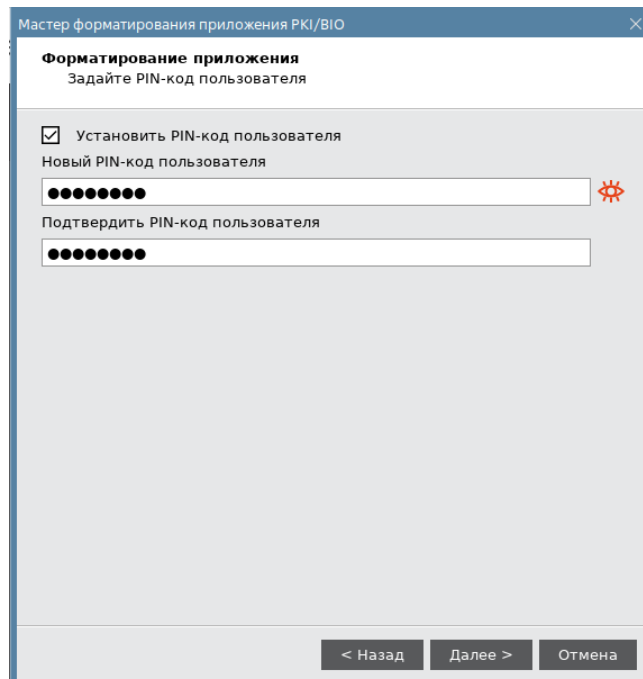 Мастер форматирования приложения PKI/BIO
Форматирование приложения
Задайте PIN-код пользователя
Установить PIN-код пользователя
Новый PIN-код пользователя
●●●●●●●●
Подтвердить PIN-код пользователя
●●●●●●●●
< Назад Далее > Отмена